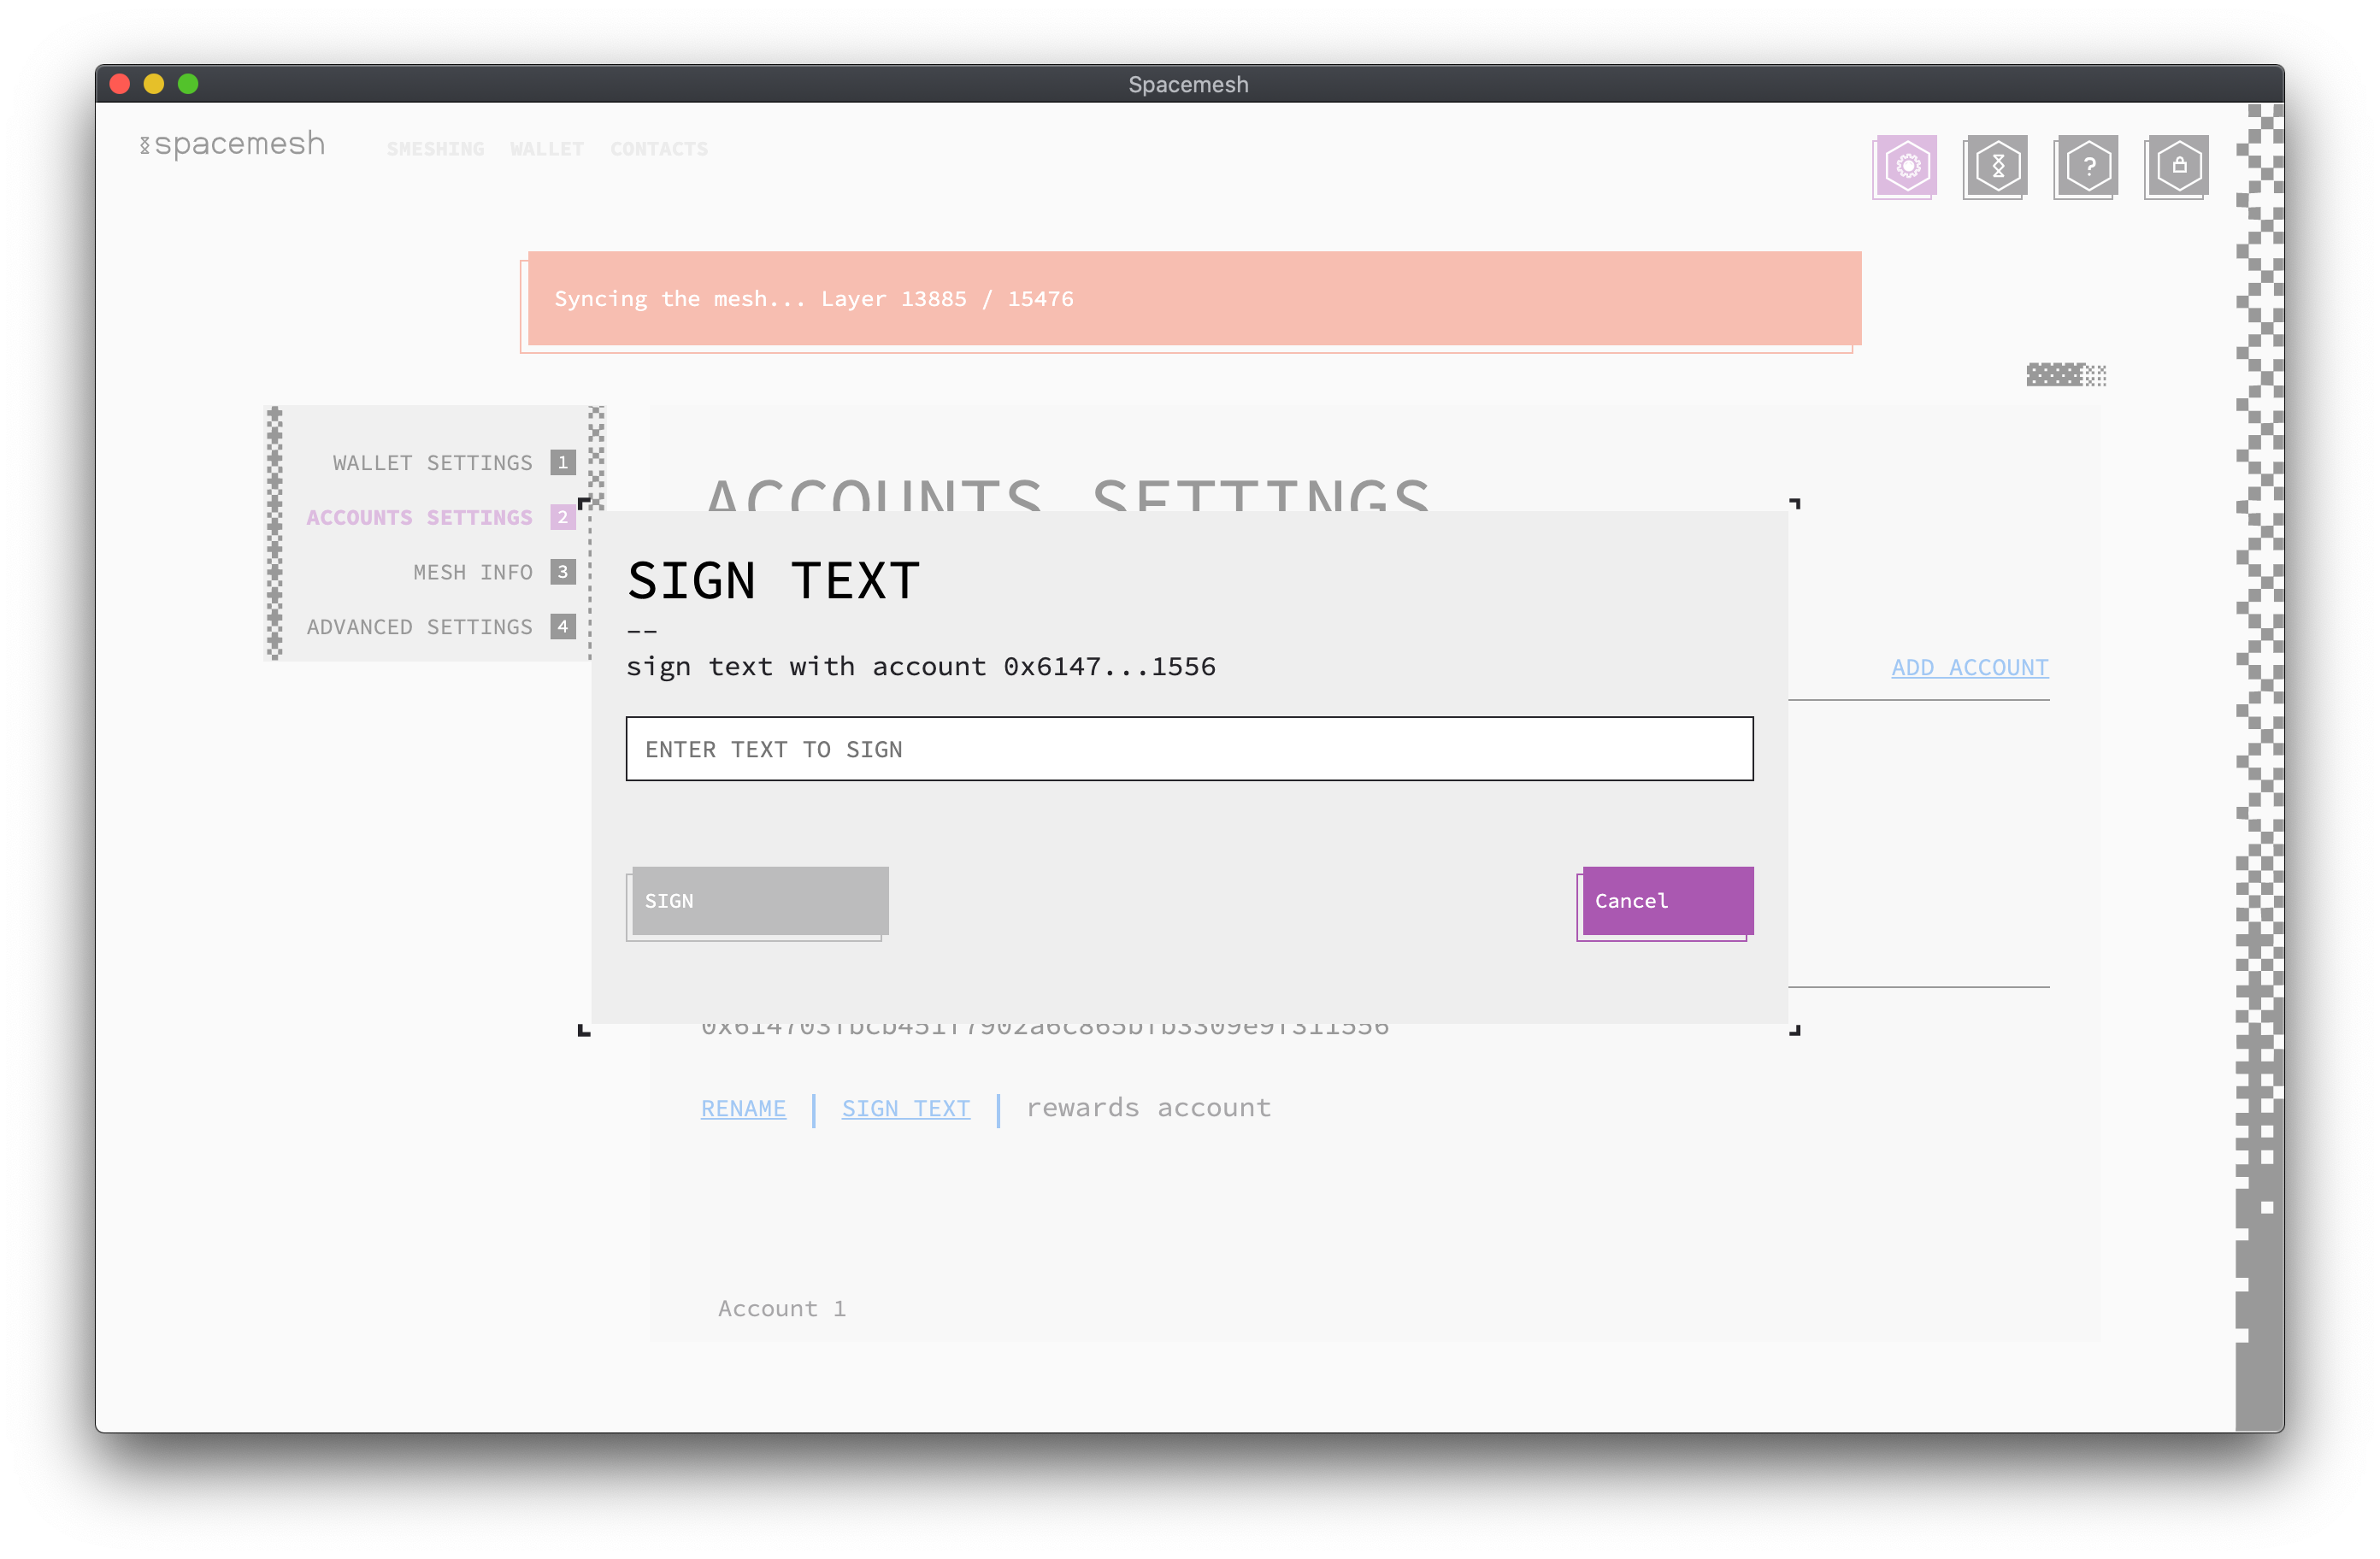 Spacemesh
spacemesh SMESHING WALLET CONTACTS
?
Syncing the mesh... Layer 13885 / 15476
WALLET SETTINGS 1
ACCOUNTS SETTINGS 2
MESH INFO 3
ADVANCED SETTINGS 4
ACCOUNTS SETTINGS
ADD ACCOUNT
SIGN TEXT
--
sign text with account 0x6147...1556
ENTER TEXT TO SIGN
SIGN
Cancel
0x614703fbcb451f7902a6c865bfb3309e9f311556
RENAME | SIGN TEXT | rewards account
Account 1